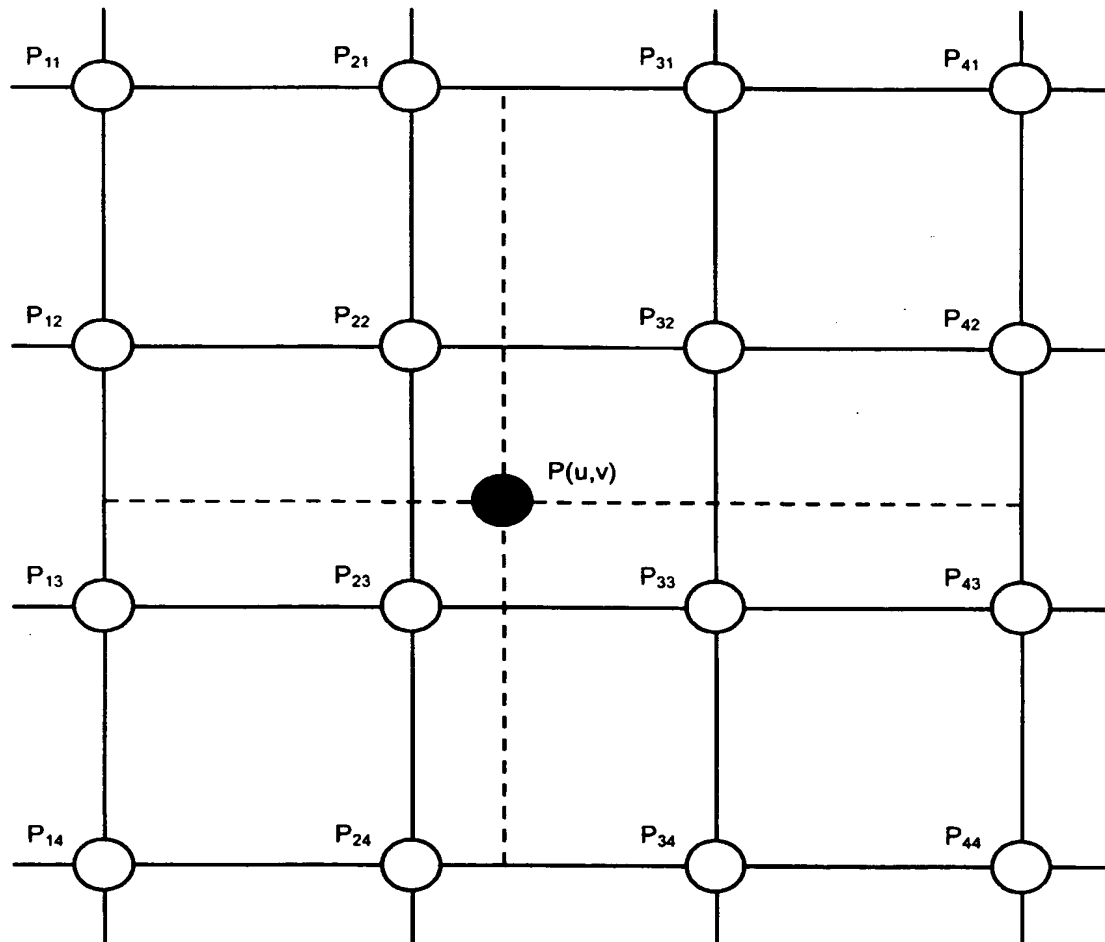 P₁₁ P₂₁ P₃₁ P₄₁
P₁₂ P₂₂ P₃₂ P₄₂
P(u,v)
P₁₃ P₂₃ P₃₃ P₄₃
P₁₄ P₂₄ P₃₄ P₄₄